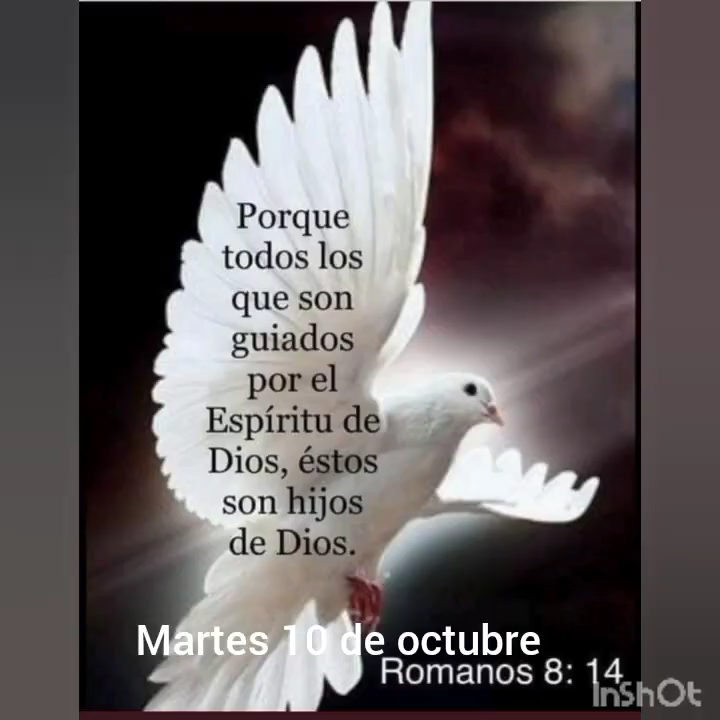 Porque
todos los
que son
guiados
por el
Espíritu de
Dios, éstos
son hijos
de Dios.
Martes 10 de octubre
Romanos 8: 14
InShOt